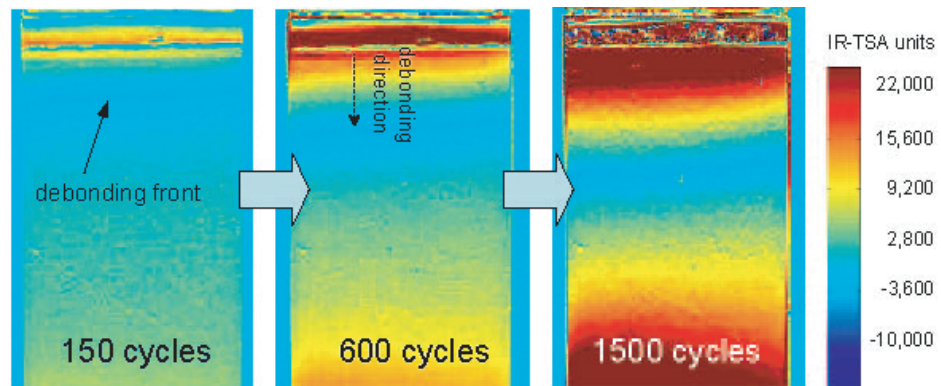 IR-TSA units
22,000
15,600
9,200
2,800
-3,600
-10,000
debonding
direction
debonding front
150 cycles
600 cycles
1500 cycles